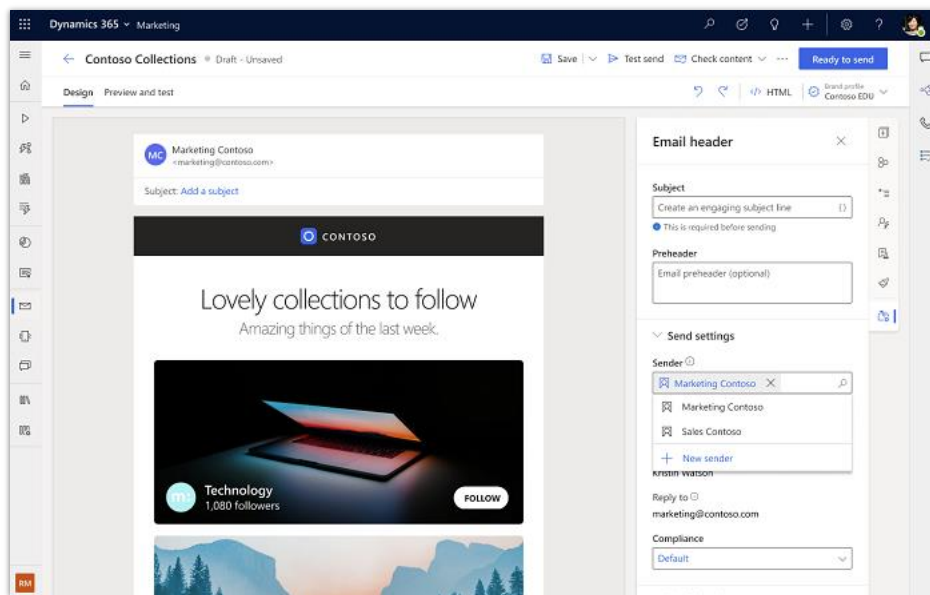 Dynamics 365 Marketing
Contoso Collections Draft - Unsaved
Save Test send Check content Ready to send
Design Preview and test
HTML
Brand profile
Contoso EDU
MC
Marketing Contoso
<marketing@contoso.com>
Subject: Add a subject
CONTOSO
Lovely collections to follow
Amazing things of the last week.
m:
Technology
1,080 followers
FOLLOW
Email header
Subject
Create an engaging subject line {}
This is required before sending
Preheader
Email preheader (optional)
Send settings
Sender
Marketing Contoso
Marketing Contoso
Sales Contoso
New sender
Kristin Watson
Reply to
marketing@contoso.com
Compliance
Default
RM